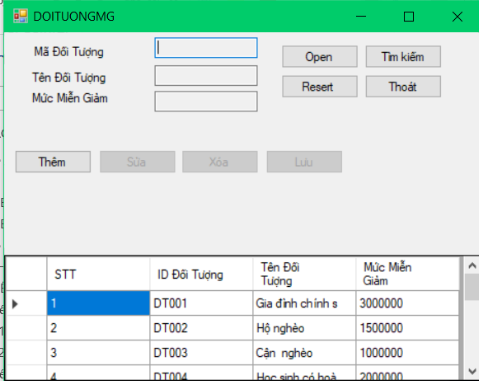 DOITUONGMG
Mã Đối Tượng
Open
Tìm kiếm
Tên Đối Tượng
Resert
Thoát
Mức Miễn Giảm
Thêm
Sửa
Xóa
Lưu
STT
ID Đối Tượng
Tên Đối
Tượng
Mức Miễn
Giảm
1
DT001
Gia đình chính s
3000000
2
DT002
Hộ nghèo
1500000
3
DT003
Cận nghèo
1000000
4
DT004
Học sinh có hoà
2000000